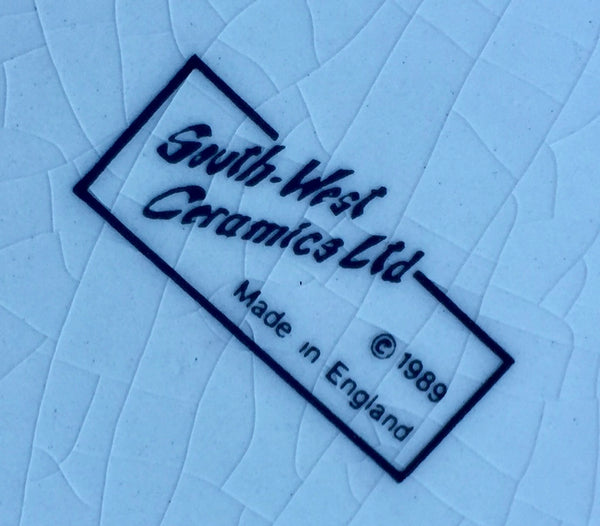 South-West
Ceramics Ltd
© 1989
Made in England